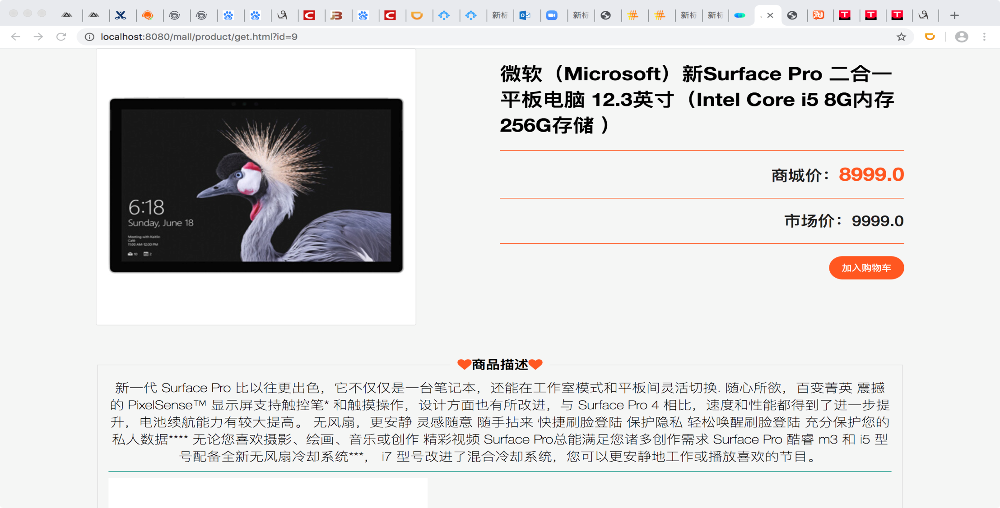 新标
新标
新标
新标
localhost:8080/mall/product/get.html?id=9
微软（Microsoft）新Surface Pro 二合一
平板电脑 12.3英寸（Intel Core i5 8G内存
256G存储 ）
6:18
Sunday, June 18
Meeting with Kaitlin
Café
11:00 AM-12:00 PM
10 2
商城价：8999.0
市场价：9999.0
加入购物车
商品描述
新一代 Surface Pro 比以往更出色，它不仅仅是一台笔记本，还能在工作室模式和平板间灵活切换. 随心所欲，百变菁英 震撼
的 PixelSense™ 显示屏支持触控笔* 和触摸操作，设计方面也有所改进，与 Surface Pro 4 相比，速度和性能都得到了进一步提
升，电池续航能力有较大提高。 无风扇，更安静 灵感随意 随手拈来 快捷刷脸登陆 保护隐私 轻松唤醒刷脸登陆 充分保护您的
私人数据**** 无论您喜欢摄影、绘画、音乐或创作 精彩视频 Surface Pro总能满足您诸多创作需求 Surface Pro 酷睿 m3 和 i5 型
号配备全新无风扇冷却系统***， i7 型号改进了混合冷却系统，您可以更安静地工作或播放喜欢的节目。